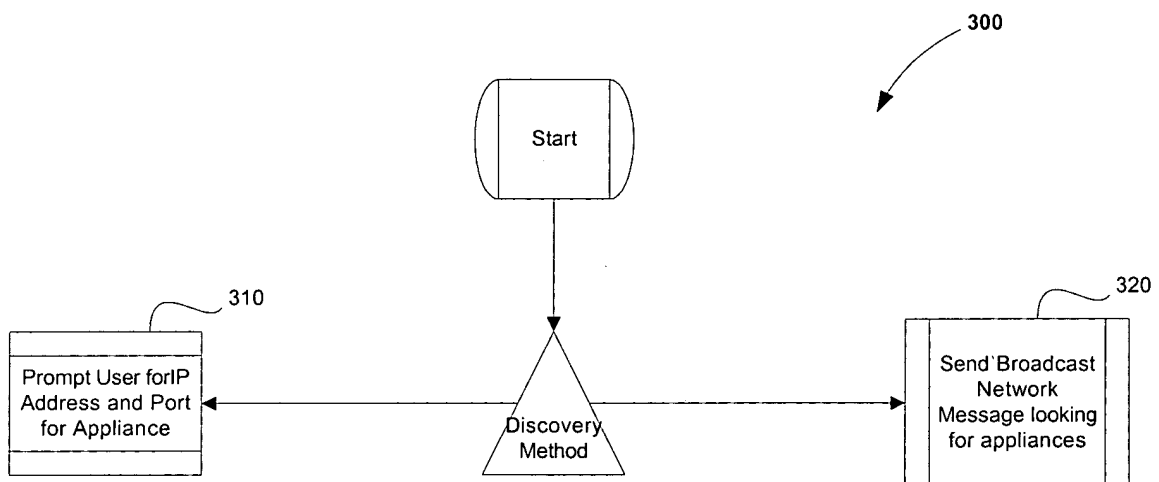 300
Start
310
320
Prompt User forIP
Address and Port
for Appliance
Discovery
Method
Send`Broadcast
Network
Message looking
for appliances